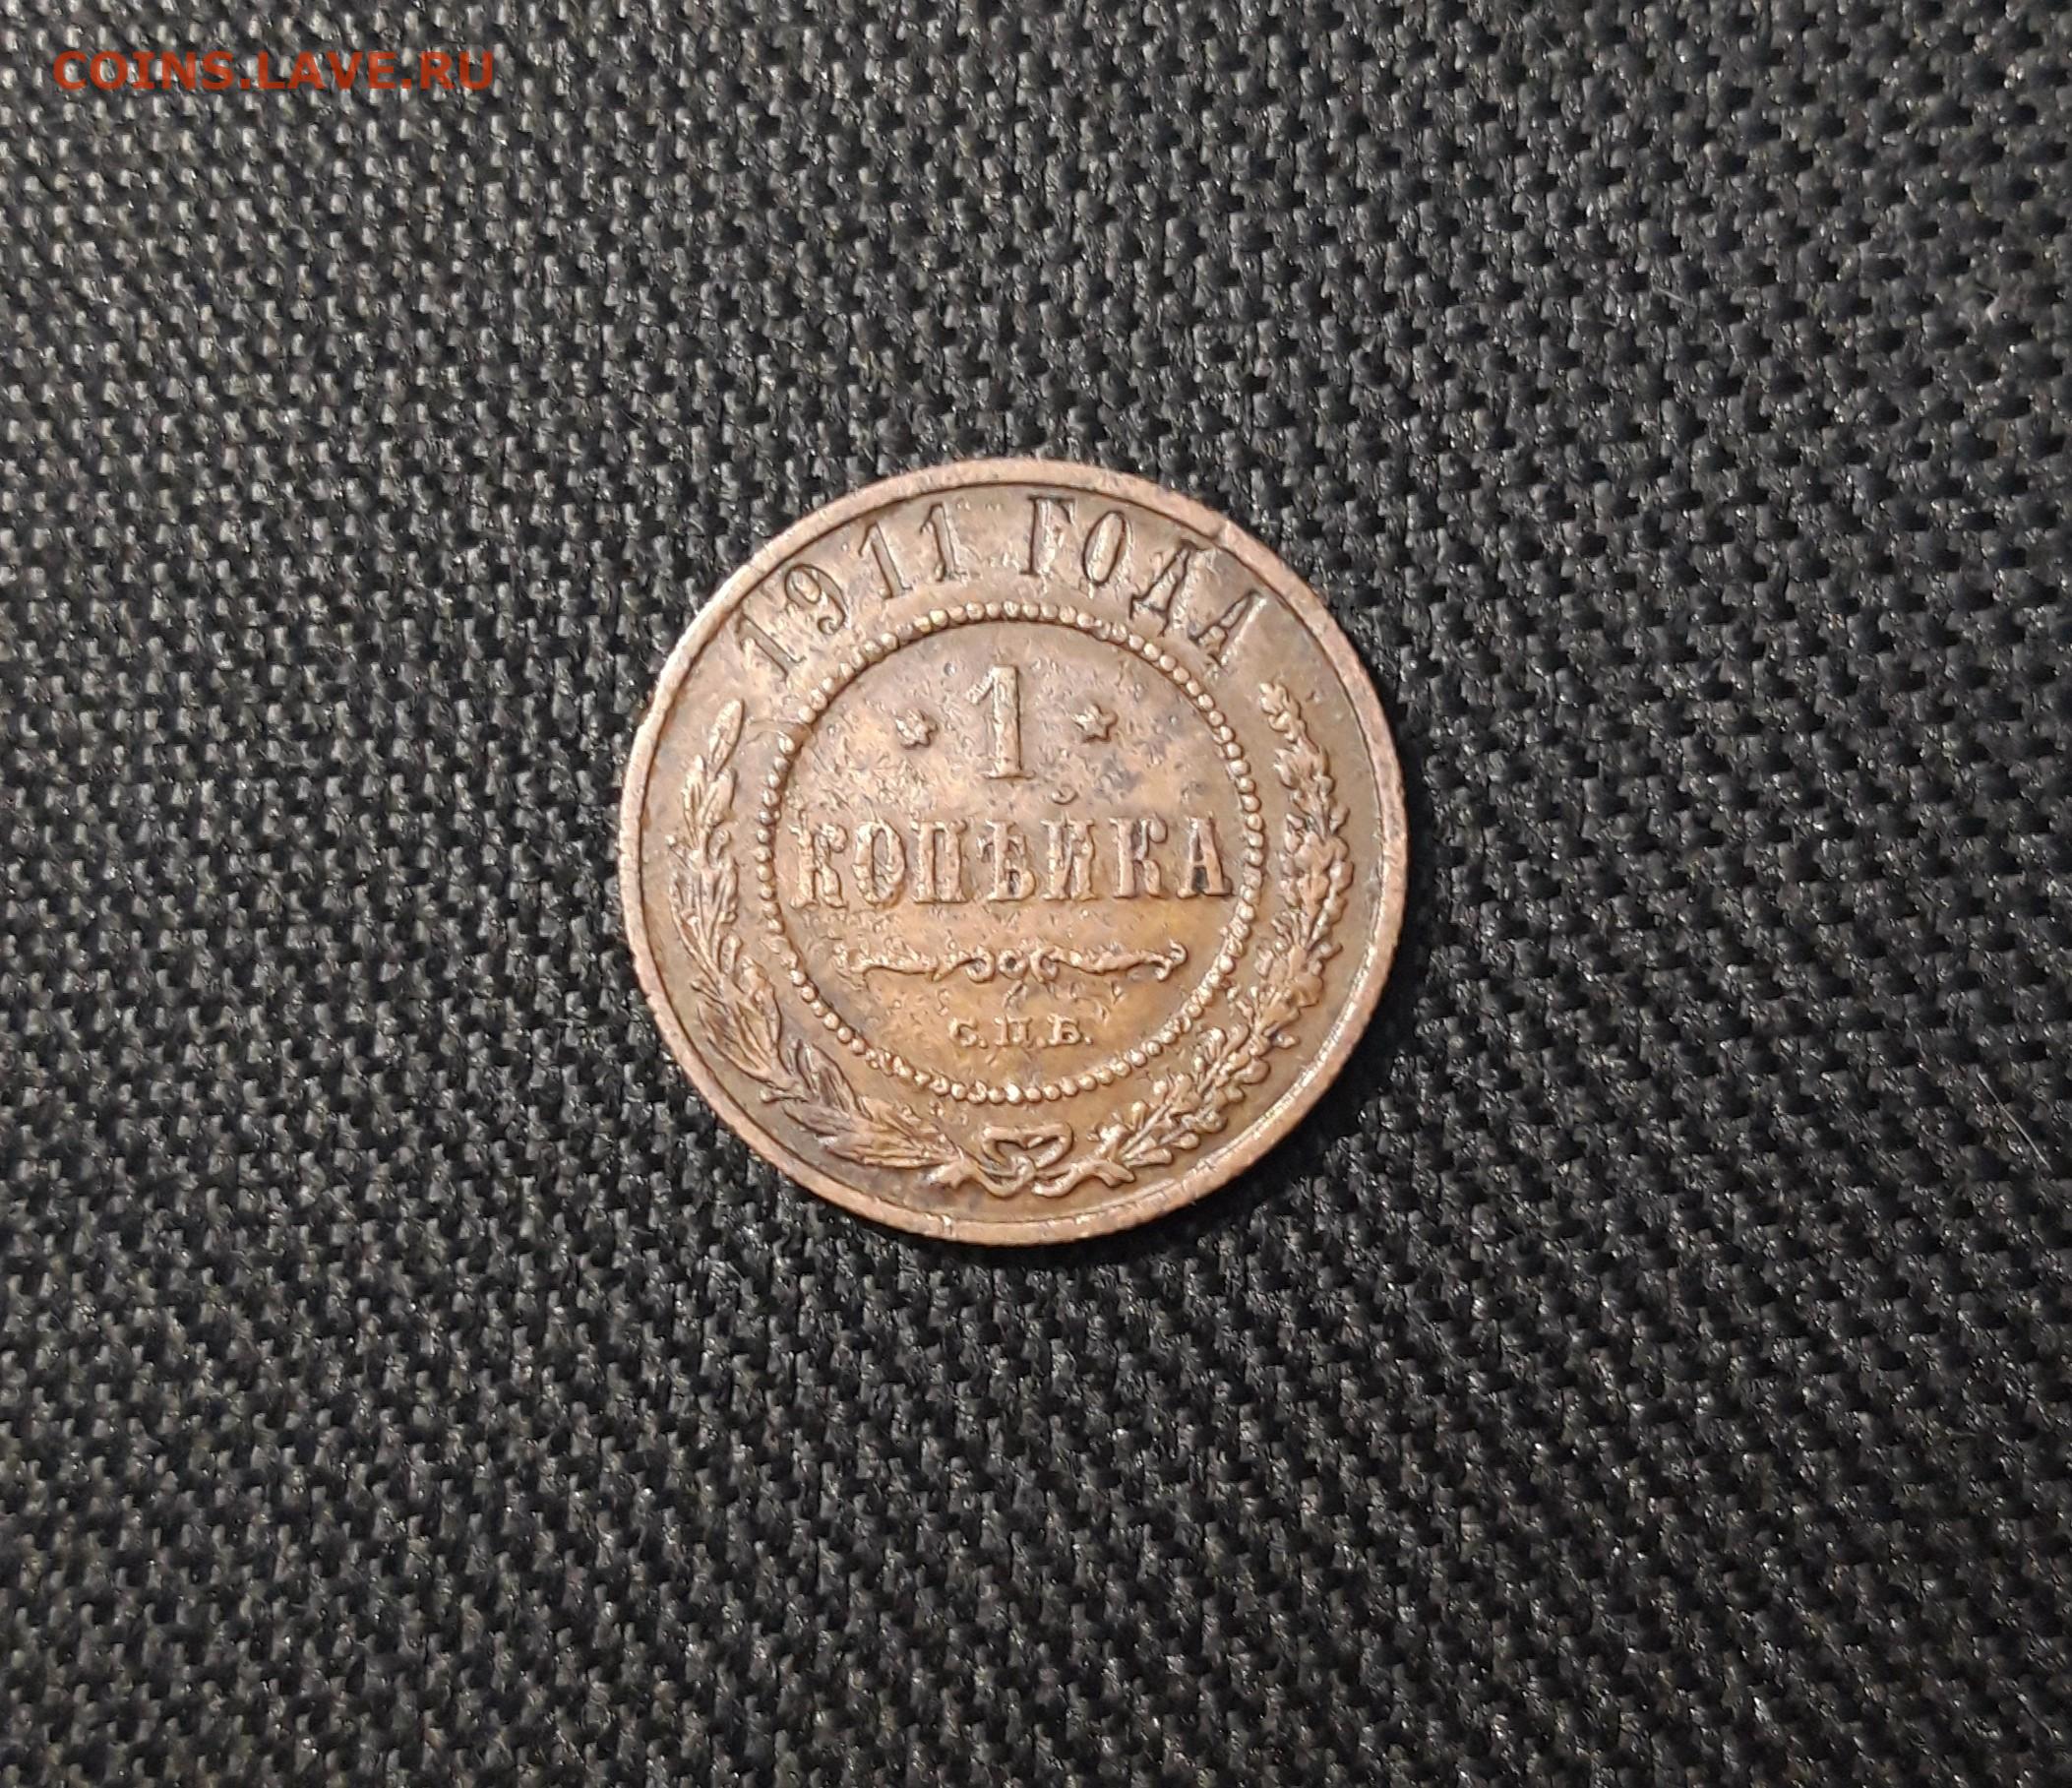 COINS.LAVE.RU
1911 ГОДА
* 1 *
КОПѢЙКА
С.П.Б.